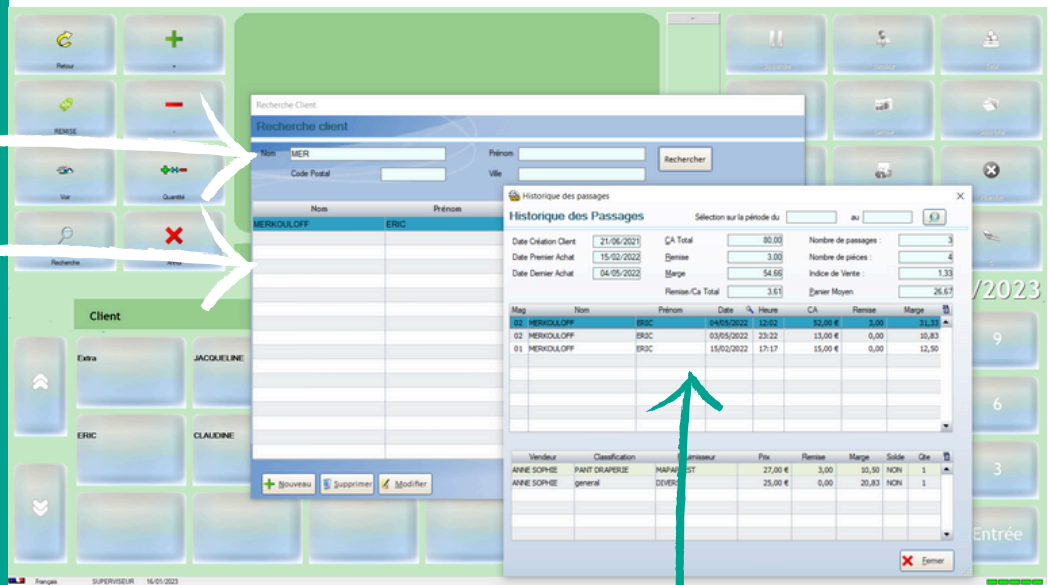 Retour
REMISE
Voir
Quantité
Recherche
Annul
Recherche Client
Recherche client
Nom MER Prénom
Rechercher
Code Postal Ville
Nom Prénom
MERKOULOFF ERIC
Nouveau Supprimer Modifier
Client
Extra JACQUELINE
ERIC CLAUDINE
Historique des passages
Historique des Passages Sélection sur la période du au
Date Création Client 21/06/2021 CA Total 80,00 Nombre de passages : 3
Date Premier Achat 15/02/2022 Remise 3.00 Nombre de pièces : 4
Date Dernier Achat 04/05/2022 Marge 54.66 Indice de Vente : 1.33
Remise/Ca Total 3.61 Panier Moyen 26.67
Mag Nom Prénom Date Heure CA Remise Marge
02 MERKOULOFF ERIC 04/05/2022 12:02 52,00 € 3,00 31,33
02 MERKOULOFF ERIC 03/05/2022 23:22 13,00 € 0,00 10,83
01 MERKOULOFF ERIC 15/02/2022 17:17 15,00 € 0,00 12,50
Vendeur Classification Prix Remise Marge Solde Qte
ANNE SOPHIE PANT DRAPERIE 27,00 € 3,00 10,50 NON 1
ANNE SOPHIE general DIVERS 25,00 € 0,00 20,83 NON 1
Fermer
/2023
9
6
3
Entrée
Français SUPERVISEUR 16/01/2023